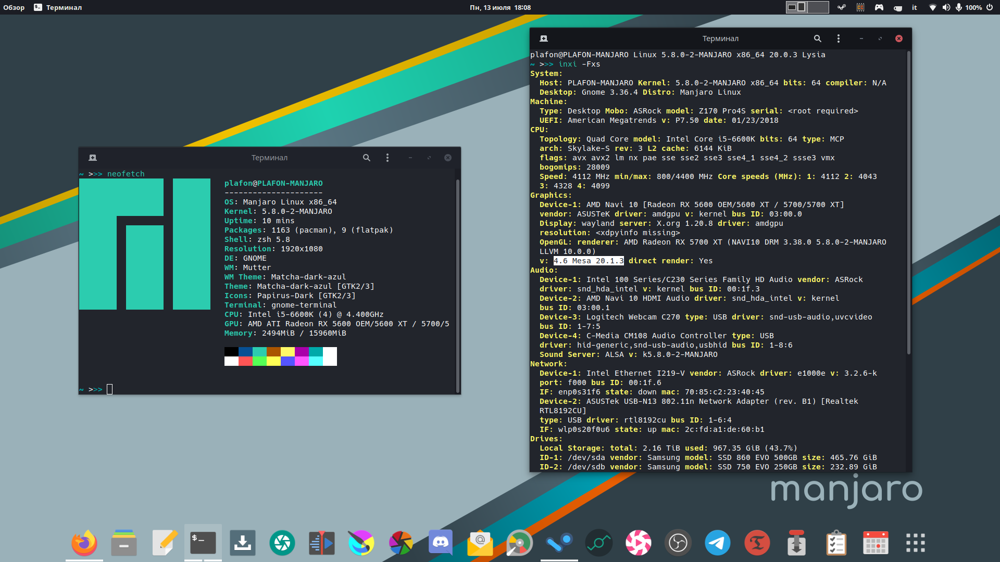 Обзор
Терминал
Пн, 13 июля 18:08
it
100%
Терминал
~ >>> neofetch
plafon@PLAFON-MANJARO
---------------------
OS: Manjaro Linux x86_64
Kernel: 5.8.0-2-MANJARO
Uptime: 10 mins
Packages: 1163 (pacman), 9 (flatpak)
Shell: zsh 5.8
Resolution: 1920x1080
DE: GNOME
WM: Mutter
WM Theme: Matcha-dark-azul
Theme: Matcha-dark-azul [GTK2/3]
Icons: Papirus-Dark [GTK2/3]
Terminal: gnome-terminal
CPU: Intel i5-6600K (4) @ 4.400GHz
GPU: AMD ATI Radeon RX 5600 OEM/5600 XT / 5700/5
Memory: 2494MiB / 15960MiB
~ >>>
Терминал
plafon@PLAFON-MANJARO Linux 5.8.0-2-MANJARO x86_64 20.0.3 Lysia
~ >>> inxi -Fxs
System:
Host: PLAFON-MANJARO Kernel: 5.8.0-2-MANJARO x86_64 bits: 64 compiler: N/A
Desktop: Gnome 3.36.4 Distro: Manjaro Linux
Machine:
Type: Desktop Mobo: ASRock model: Z170 Pro4S serial: <root required>
UEFI: American Megatrends v: P7.50 date: 01/23/2018
CPU:
Topology: Quad Core model: Intel Core i5-6600K bits: 64 type: MCP
arch: Skylake-S rev: 3 L2 cache: 6144 KiB
flags: avx avx2 lm nx pae sse sse2 sse3 sse4_1 sse4_2 ssse3 vmx
bogomips: 28009
Speed: 4112 MHz min/max: 800/4400 MHz Core speeds (MHz): 1: 4112 2: 4043
3: 4328 4: 4099
Graphics:
Device-1: AMD Navi 10 [Radeon RX 5600 OEM/5600 XT / 5700/5700 XT]
vendor: ASUSTeK driver: amdgpu v: kernel bus ID: 03:00.0
Display: wayland server: X.org 1.20.8 driver: amdgpu
resolution: <xdpyinfo missing>
OpenGL: renderer: AMD Radeon RX 5700 XT (NAVI10 DRM 3.38.0 5.8.0-2-MANJARO
LLVM 10.0.0)
v: 4.6 Mesa 20.1.3 direct render: Yes
Audio:
Device-1: Intel 100 Series/C230 Series Family HD Audio vendor: ASRock
driver: snd_hda_intel v: kernel bus ID: 00:1f.3
Device-2: AMD Navi 10 HDMI Audio driver: snd_hda_intel v: kernel
bus ID: 03:00.1
Device-3: Logitech Webcam C270 type: USB driver: snd-usb-audio,uvcvideo
bus ID: 1-7:5
Device-4: C-Media CM108 Audio Controller type: USB
driver: hid-generic,snd-usb-audio,usbhid bus ID: 1-8:6
Sound Server: ALSA v: k5.8.0-2-MANJARO
Network:
Device-1: Intel Ethernet I219-V vendor: ASRock driver: e1000e v: 3.2.6-k
port: f000 bus ID: 00:1f.6
IF: enp0s31f6 state: down mac: 70:85:c2:23:40:45
Device-2: ASUSTek USB-N13 802.11n Network Adapter (rev. B1) [Realtek
RTL8192CU]
type: USB driver: rtl8192cu bus ID: 1-6:4
IF: wlp0s20f0u6 state: up mac: 2c:fd:a1:de:60:b1
Drives:
Local Storage: total: 2.16 TiB used: 967.35 GiB (43.7%)
ID-1: /dev/sda vendor: Samsung model: SSD 860 EVO 500GB size: 465.76 GiB
ID-2: /dev/sdb vendor: Samsung model: SSD 750 EVO 250GB size: 232.89 GiB
manjaro